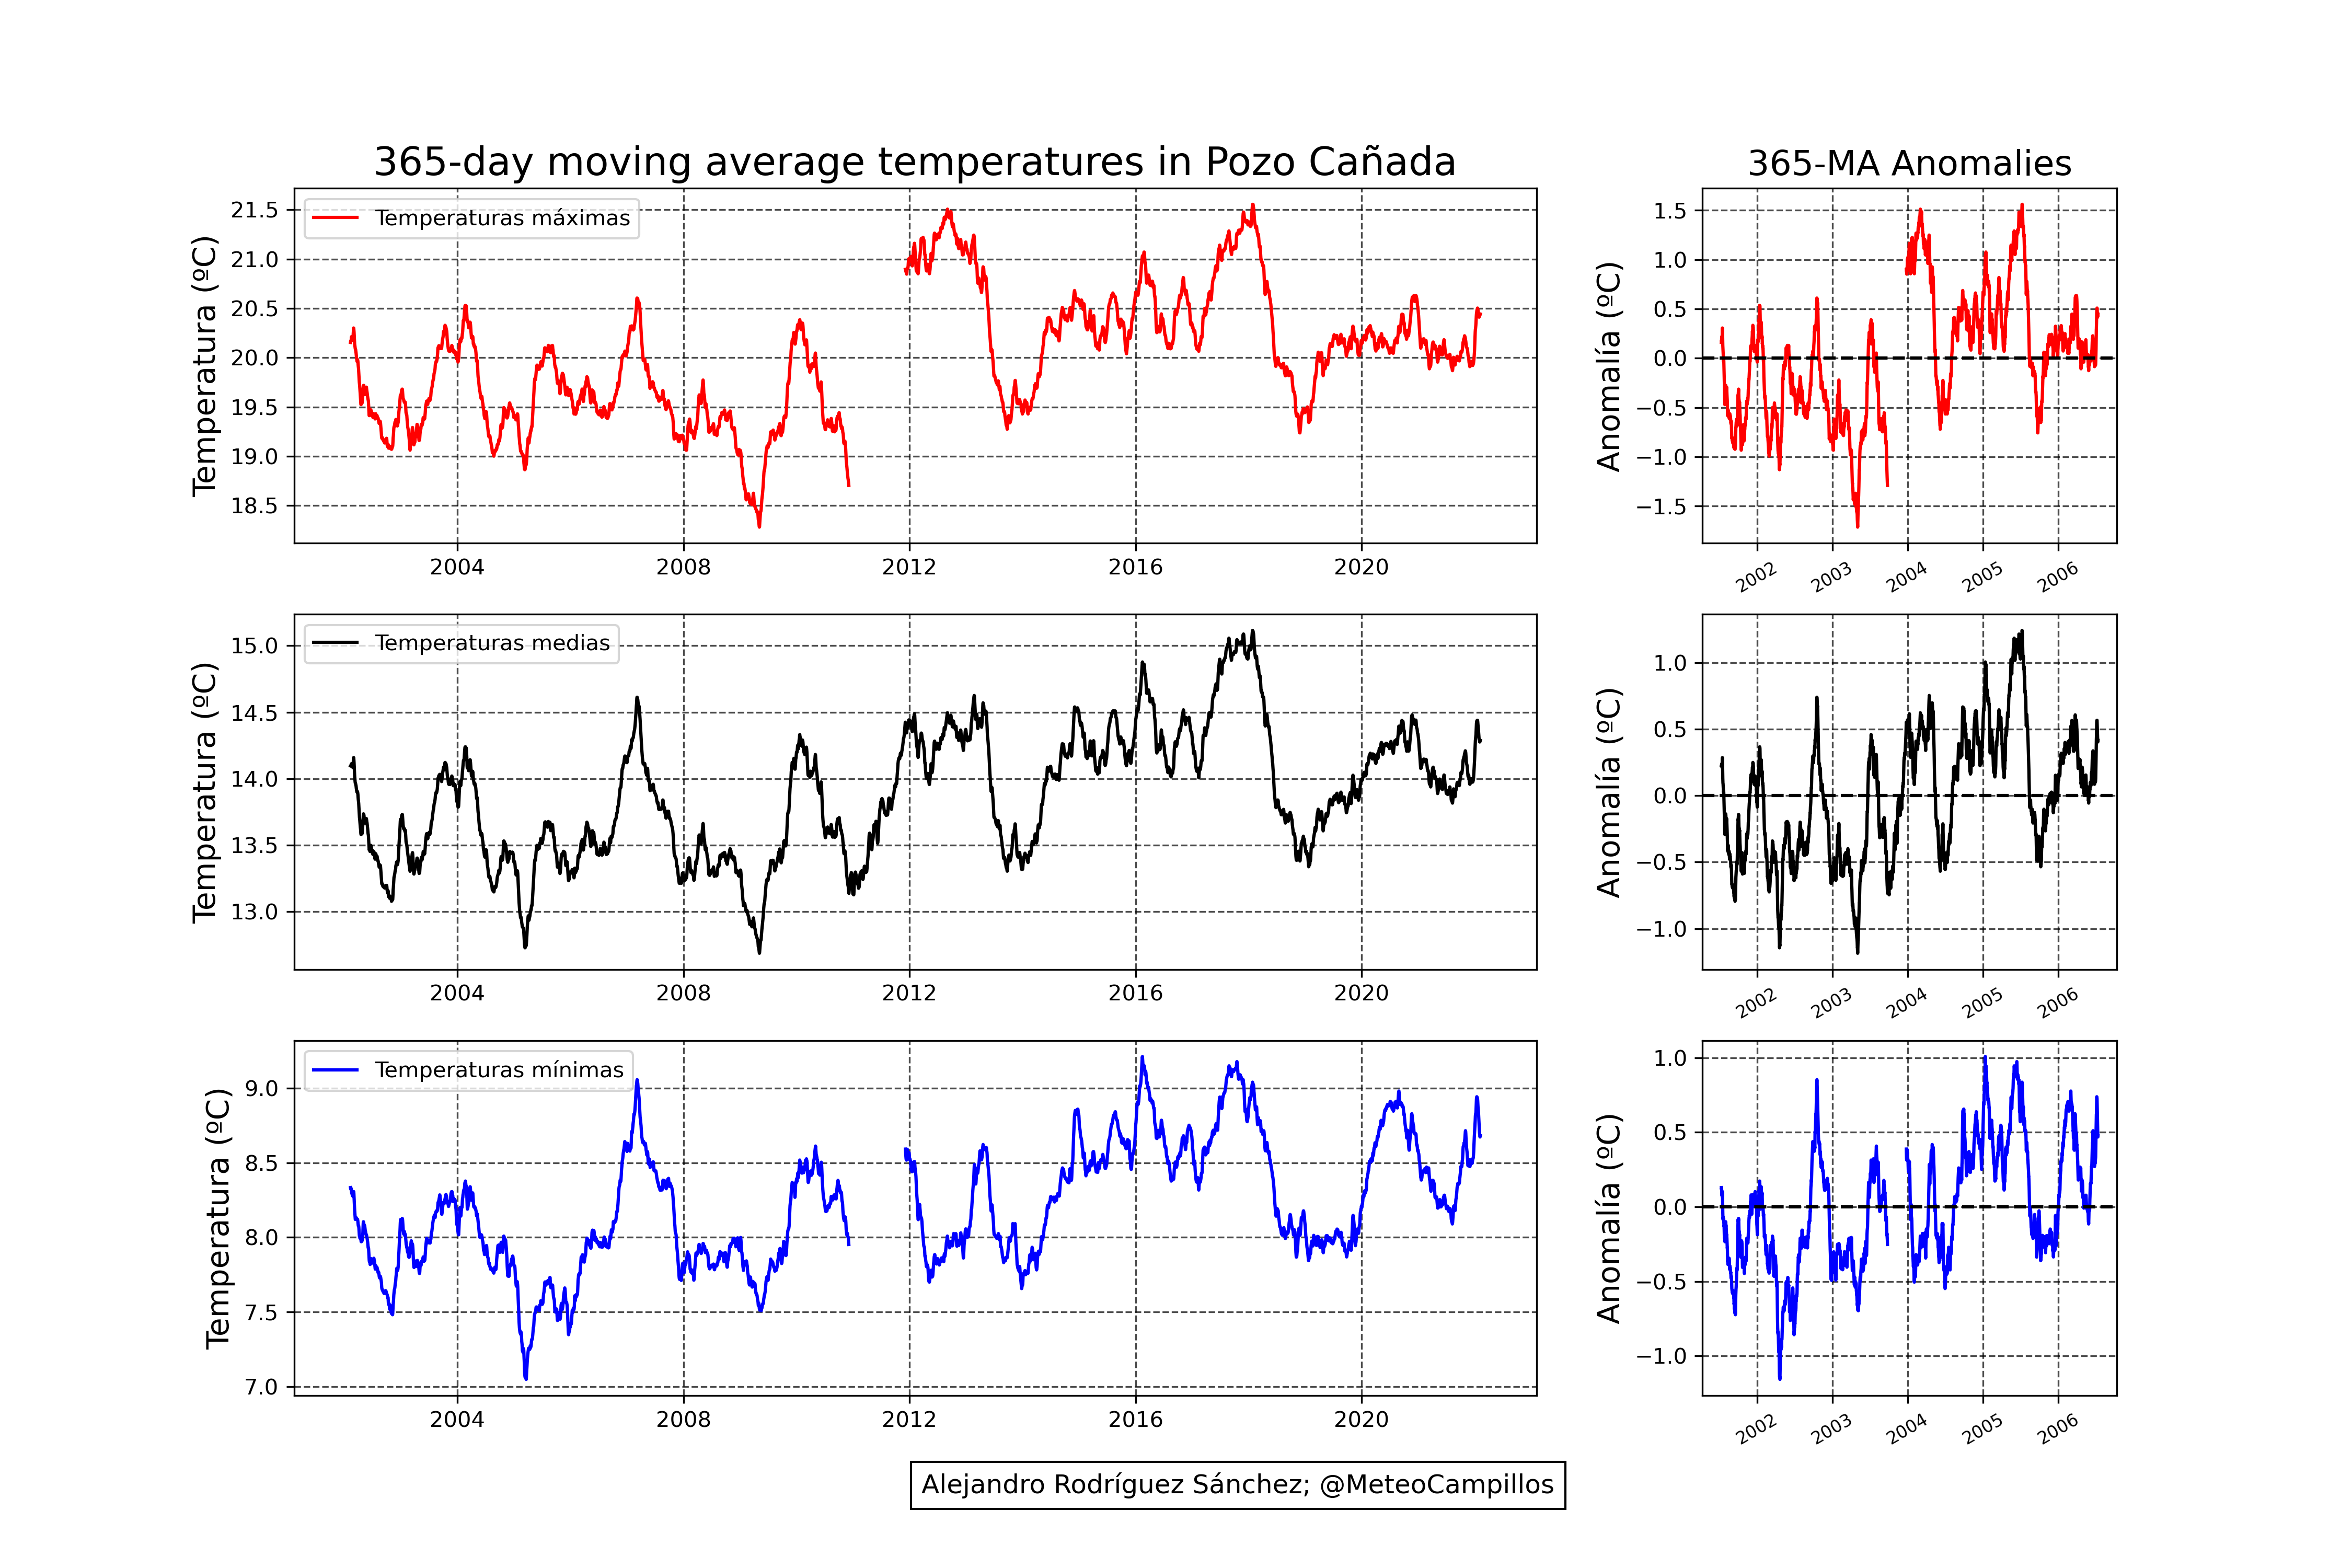 365-day moving average temperatures in Pozo Cañada
365-MA Anomalies
Temperatura (ºC)
21.5
21.0
20.5
20.0
19.5
19.0
18.5
Temperaturas máximas
2004 2008 2012 2016 2020
Anomalía (ºC)
1.5
1.0
0.5
0.0
−0.5
−1.0
−1.5
2002 2003 2004 2005 2006
Temperatura (ºC)
15.0
14.5
14.0
13.5
13.0
Temperaturas medias
2004 2008 2012 2016 2020
Anomalía (ºC)
1.0
0.5
0.0
−0.5
−1.0
2002 2003 2004 2005 2006
Temperatura (ºC)
9.0
8.5
8.0
7.5
7.0
Temperaturas mínimas
2004 2008 2012 2016 2020
Anomalía (ºC)
1.0
0.5
0.0
−0.5
−1.0
2002 2003 2004 2005 2006
Alejandro Rodríguez Sánchez; @MeteoCampillos